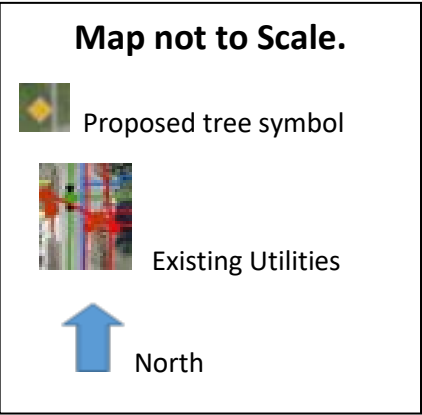 Map not to Scale.
Proposed tree symbol
Existing Utilities
North